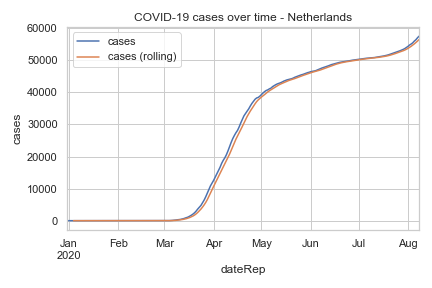 COVID-19 cases over time - Netherlands
cases
cases (rolling)
60000
50000
40000
30000
20000
10000
0
cases
Jan
2020
Feb
Mar
Apr
May
Jun
Jul
Aug
dateRep